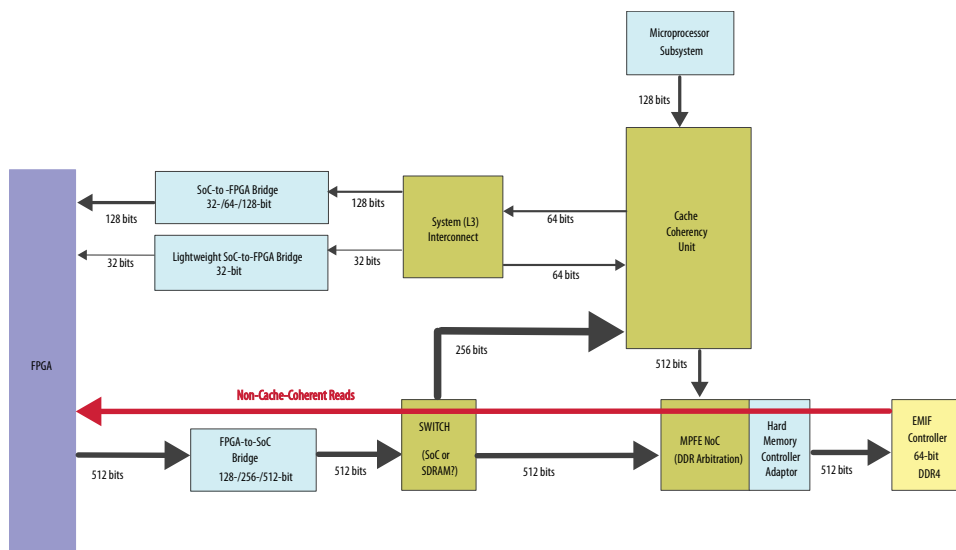 Microprocessor
Subsystem
128 bits
SoC-to -FPGA Bridge
32-/64-/128-bit
128 bits
128 bits
System (L3)
Interconnect
64 bits
Cache
Coherency
Unit
Lightweight SoC-to-FPGA Bridge
32-bit
32 bits
32 bits
64 bits
256 bits
512 bits
FPGA
Non-Cache-Coherent Reads
FPGA-to-SoC
Bridge
128-/256-/512-bit
512 bits
512 bits
SWITCH
(SoC or
SDRAM?)
512 bits
MPFE NoC
(DDR Arbitration)
Hard
Memory
Controller
Adaptor
512 bits
EMIF
Controller
64-bit
DDR4